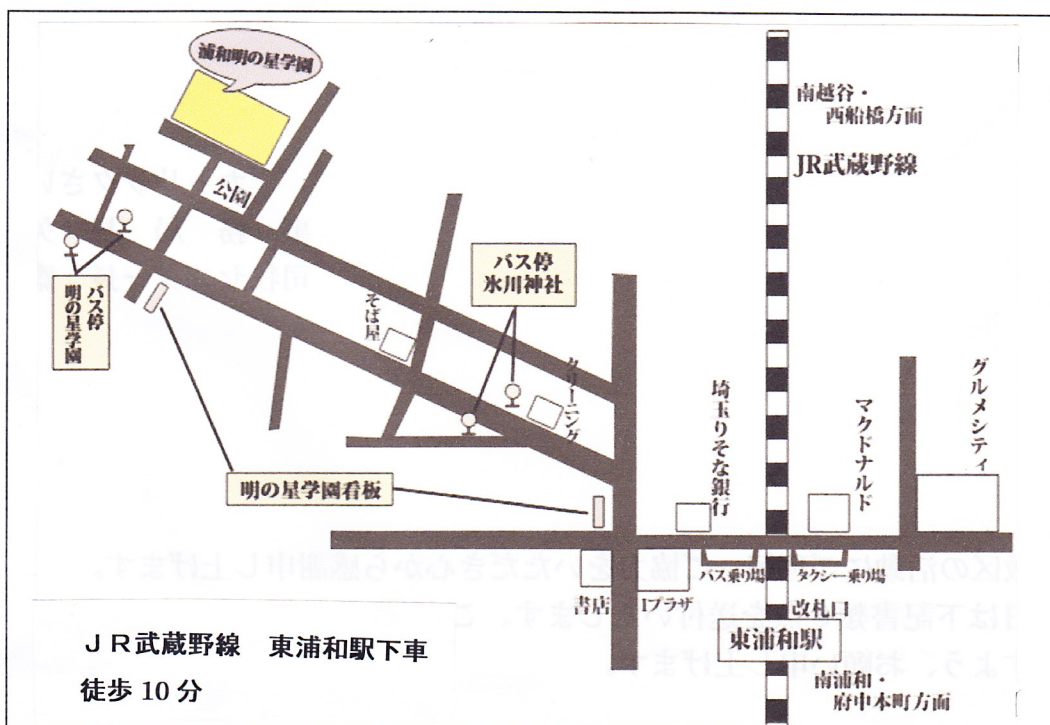 浦和明の星学園
南越谷・
西船橋方面
JR武蔵野線
公園
バス停
氷川神社
バス停
明の星学園
そば屋
クリーニング
埼玉りそな銀行
マクドナルド
グルメシティ
明の星学園看板
バス乗り場
タクシー乗り場
書店
Iプラザ
改札口
東浦和駅
ＪＲ武蔵野線　東浦和駅下車
徒歩 10 分
南浦和・
府中本町方面